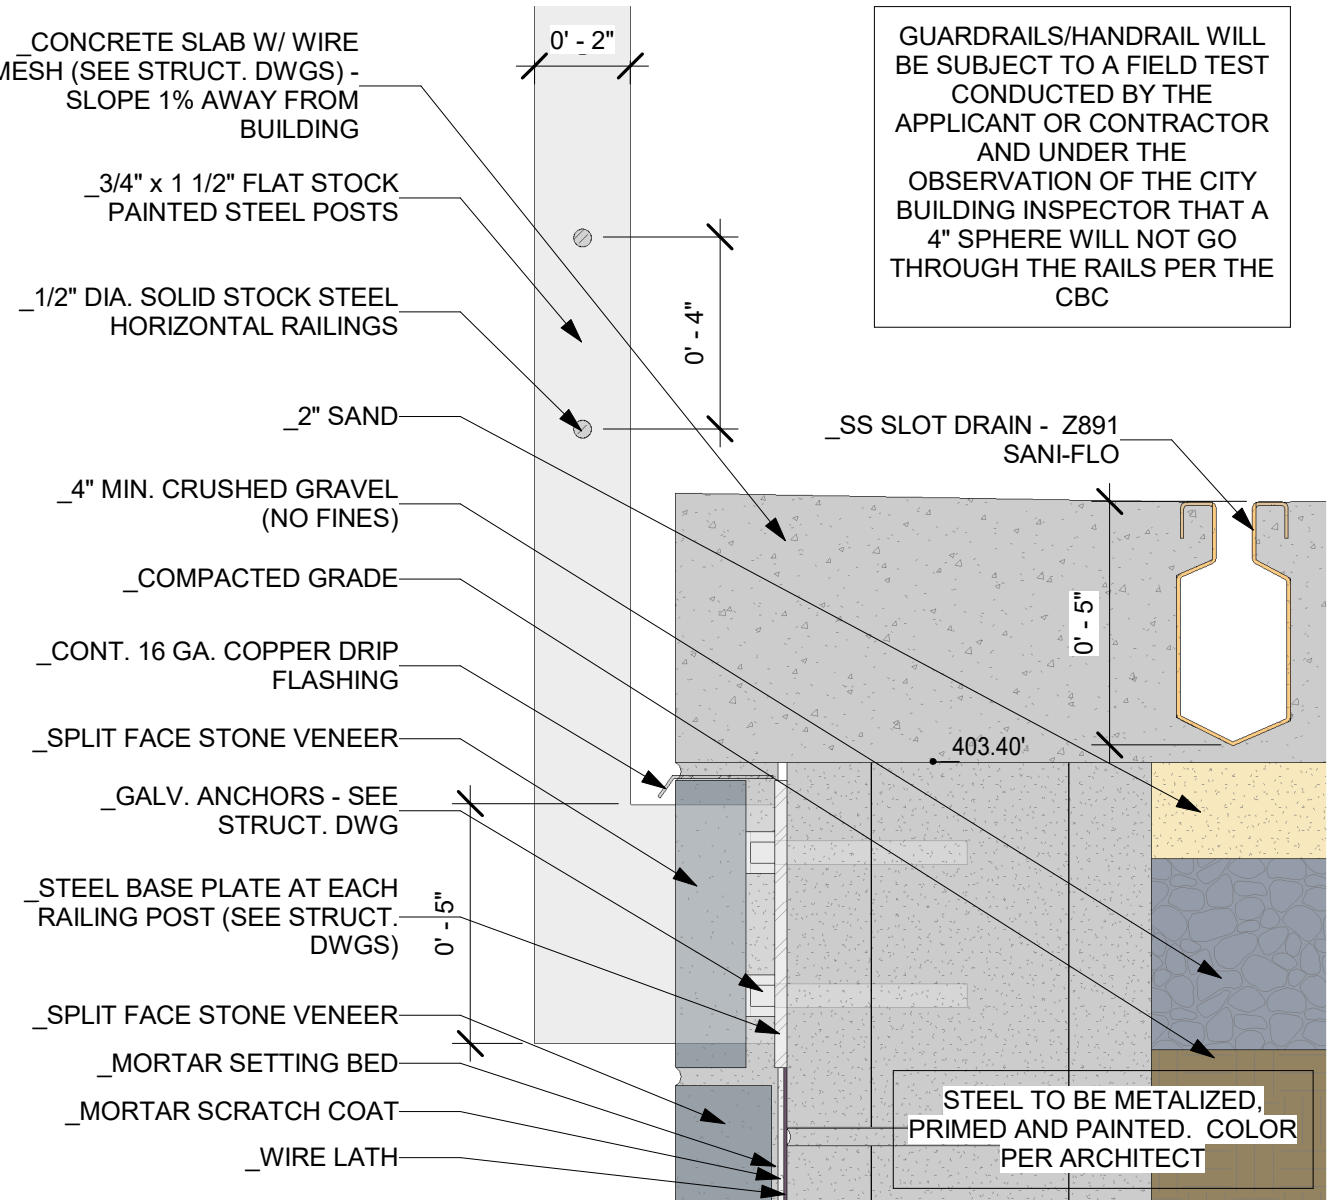 _CONCRETE SLAB W/ WIRE
MESH (SEE STRUCT. DWGS) -
SLOPE 1% AWAY FROM
BUILDING
_3/4" x 1 1/2" FLAT STOCK
PAINTED STEEL POSTS
_1/2" DIA. SOLID STOCK STEEL
HORIZONTAL RAILINGS
_2" SAND
_4" MIN. CRUSHED GRAVEL
(NO FINES)
_COMPACTED GRADE
_CONT. 16 GA. COPPER DRIP
FLASHING
_SPLIT FACE STONE VENEER
_GALV. ANCHORS - SEE
STRUCT. DWG
_STEEL BASE PLATE AT EACH
RAILING POST (SEE STRUCT.
DWGS)
_SPLIT FACE STONE VENEER
_MORTAR SETTING BED
_MORTAR SCRATCH COAT
_WIRE LATH
0' - 2"
0' - 4"
0' - 5"
GUARDRAILS/HANDRAIL WILL
BE SUBJECT TO A FIELD TEST
CONDUCTED BY THE
APPLICANT OR CONTRACTOR
AND UNDER THE
OBSERVATION OF THE CITY
BUILDING INSPECTOR THAT A
4" SPHERE WILL NOT GO
THROUGH THE RAILS PER THE
CBC
_SS SLOT DRAIN -  Z891
SANI-FLO
0' - 5"
403.40'
STEEL TO BE METALIZED,
PRIMED AND PAINTED.  COLOR
PER ARCHITECT